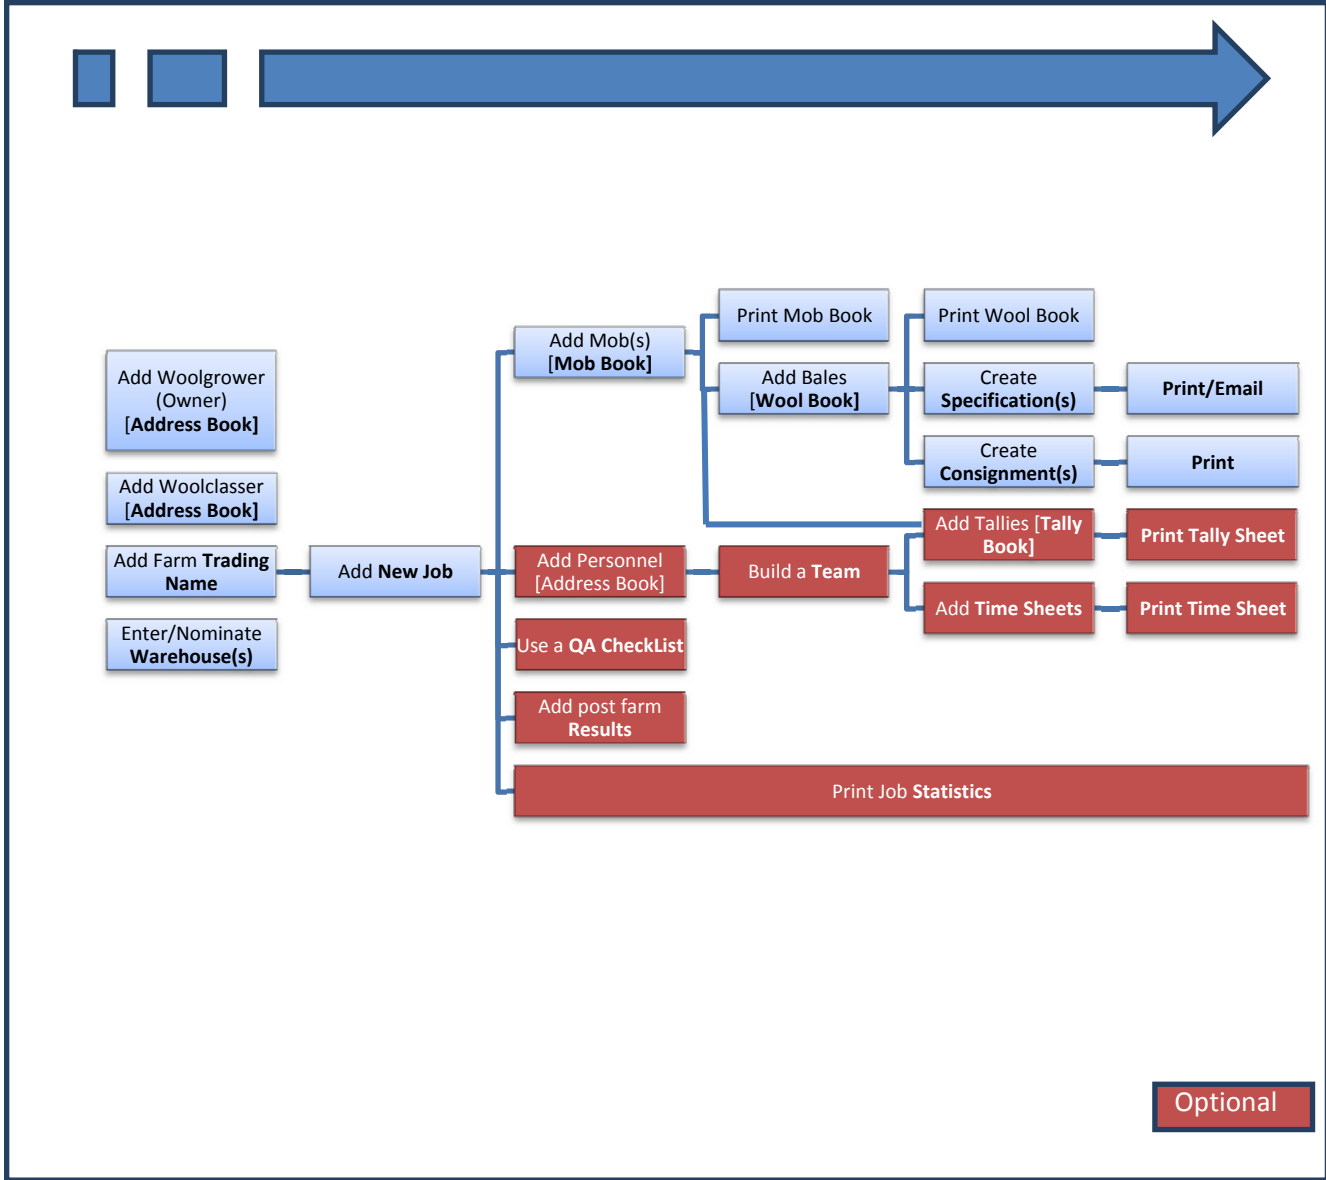 Add Woolgrower
(Owner)
[Address Book]
Add Woolclasser
[Address Book]
Add Farm Trading
Name
Enter/Nominate
Warehouse(s)
Add New Job
Add Mob(s)
[Mob Book]
Print Mob Book
Add Bales
[Wool Book]
Print Wool Book
Create
Specification(s)
Print/Email
Create
Consignment(s)
Print
Add Personnel
[Address Book]
Build a Team
Add Tallies [Tally
Book]
Print Tally Sheet
Add Time Sheets
Print Time Sheet
Use a QA CheckList
Add post farm
Results
Print Job Statistics
Optional